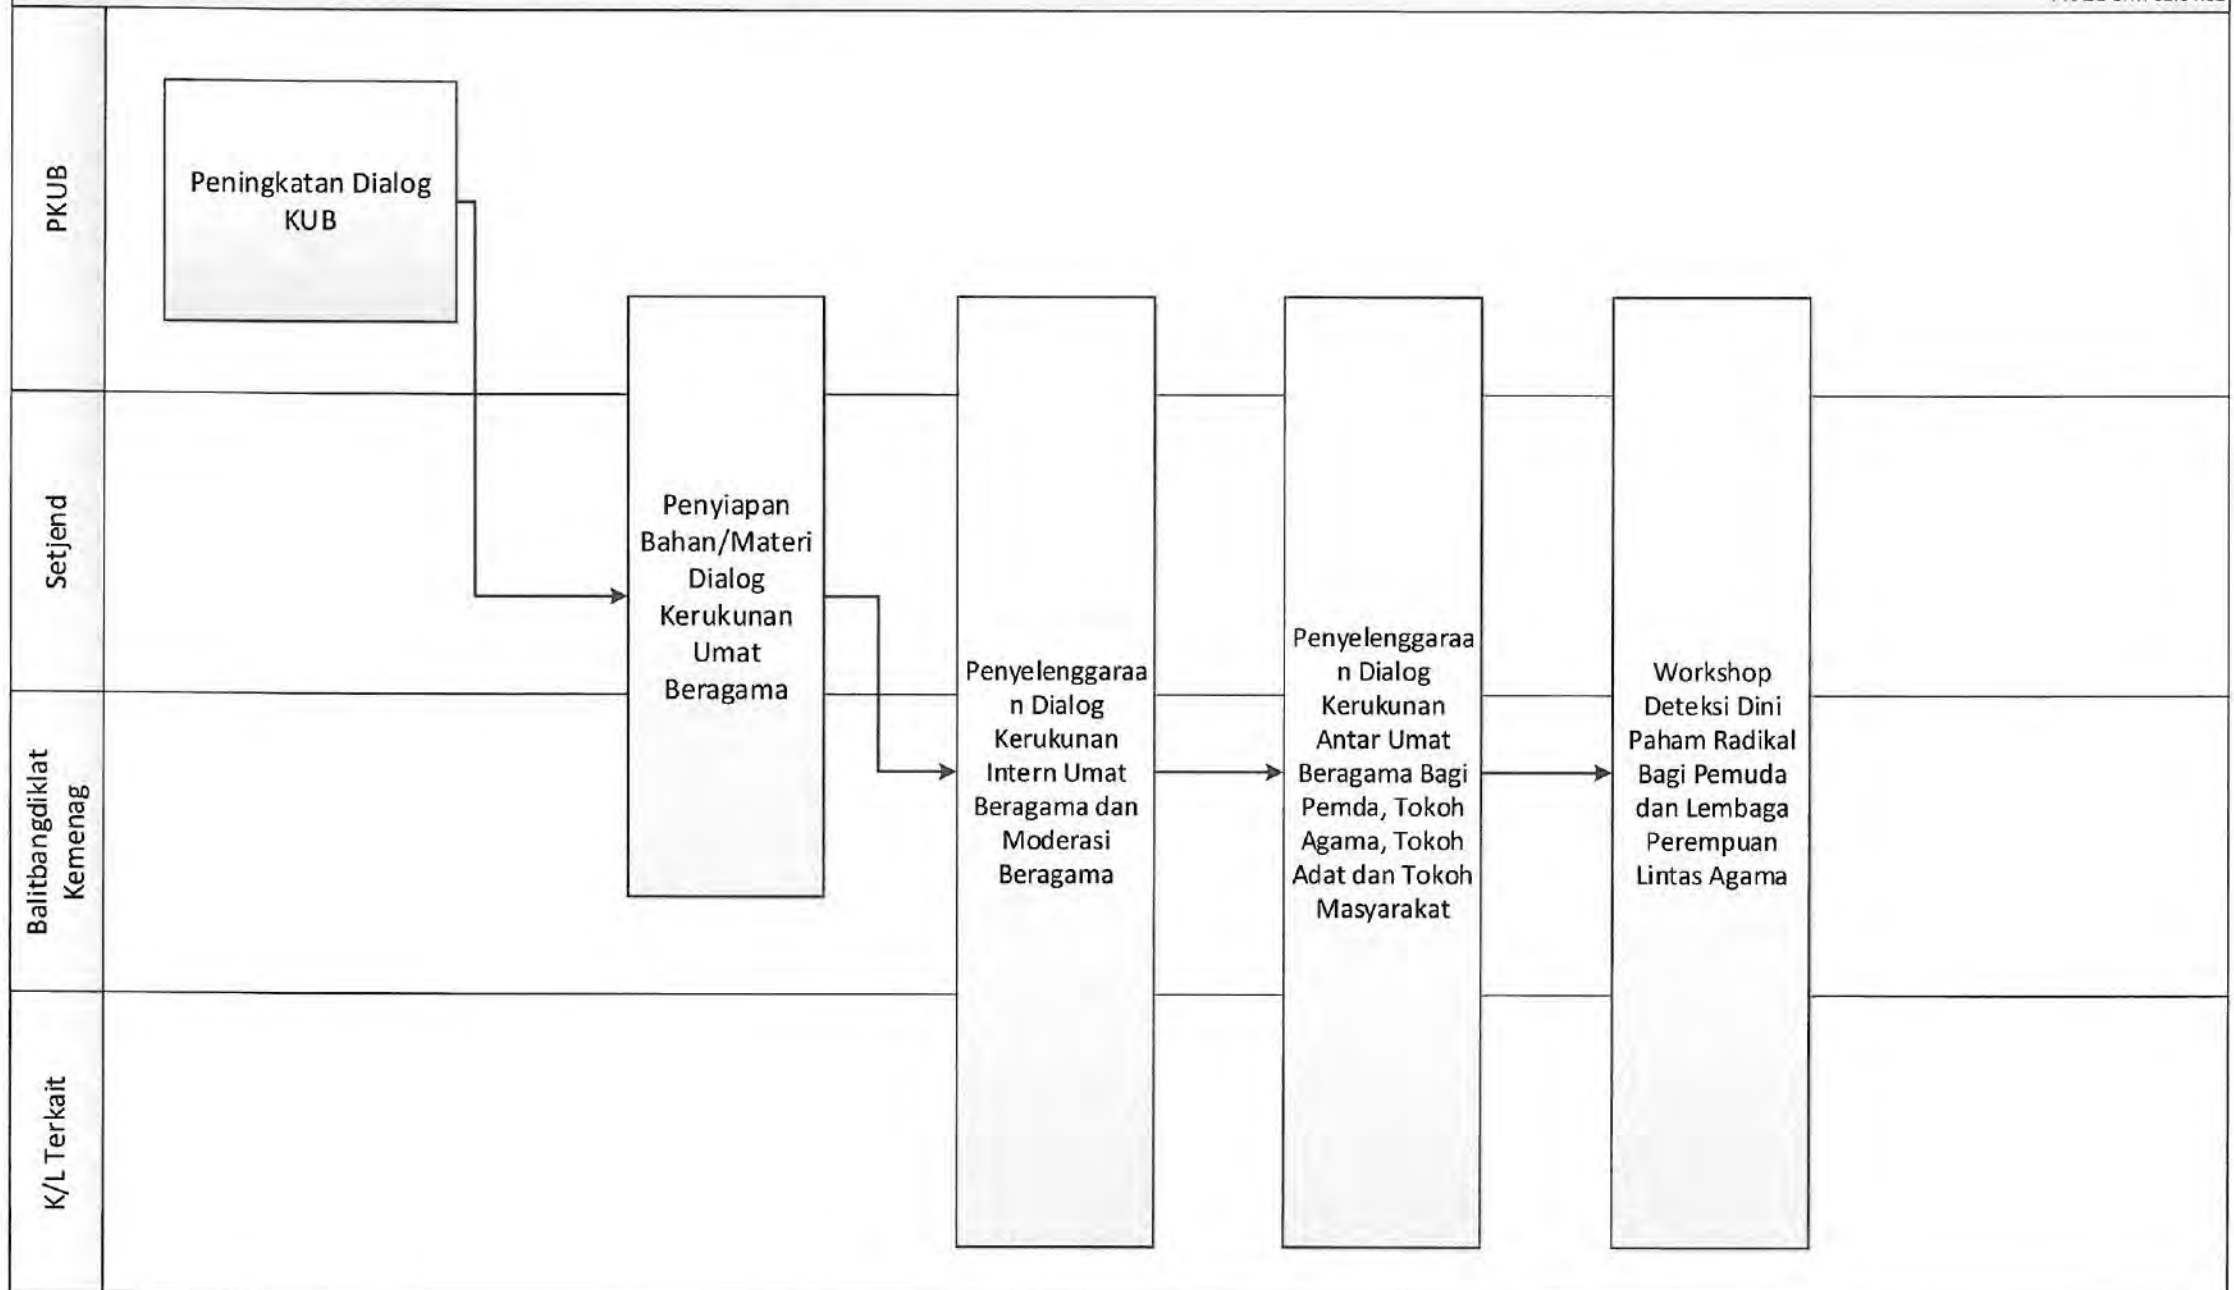 PKUB
Peningkatan Dialog
KUB
Setjend
Penyiapan
Bahan/Materi
Dialog
Kerukunan
Umat
Beragama
Penyelenggaraa
n Dialog
Kerukunan
Intern Umat
Beragama dan
Moderasi
Beragama
Penyelenggaraa
n Dialog
Kerukunan
Antar Umat
Beragama Bagi
Pemda, Tokoh
Agama, Tokoh
Adat dan Tokoh
Masyarakat
Workshop
Deteksi Dini
Paham Radikal
Bagi Pemuda
dan Lembaga
Perempuan
Lintas Agama
Balitbangdiklat
Kemenag
K/L Terkait